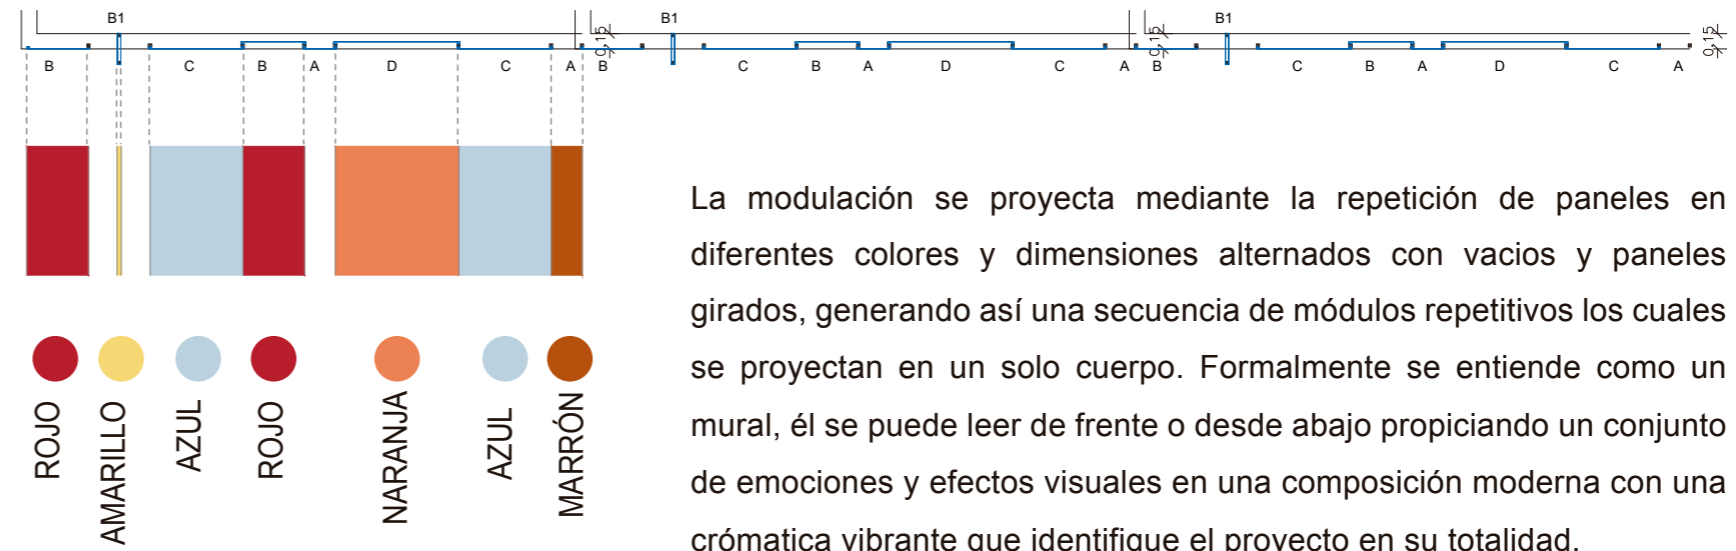 B1 B1 B1
0,15 0,15 0,15
B C B A D C A B C B A D C A B C B A D C A
La modulación se proyecta mediante la repetición de paneles en
diferentes colores y dimensiones alternados con vacios y paneles
girados, generando así una secuencia de módulos repetitivos los cuales
se proyectan en un solo cuerpo. Formalmente se entiende como un
mural, él se puede leer de frente o desde abajo propiciando un conjunto
de emociones y efectos visuales en una composición moderna con una
crómatica vibrante que identifique el proyecto en su totalidad.
ROJO
AMARILLO
AZUL
ROJO
NARANJA
AZUL
MARRÓN